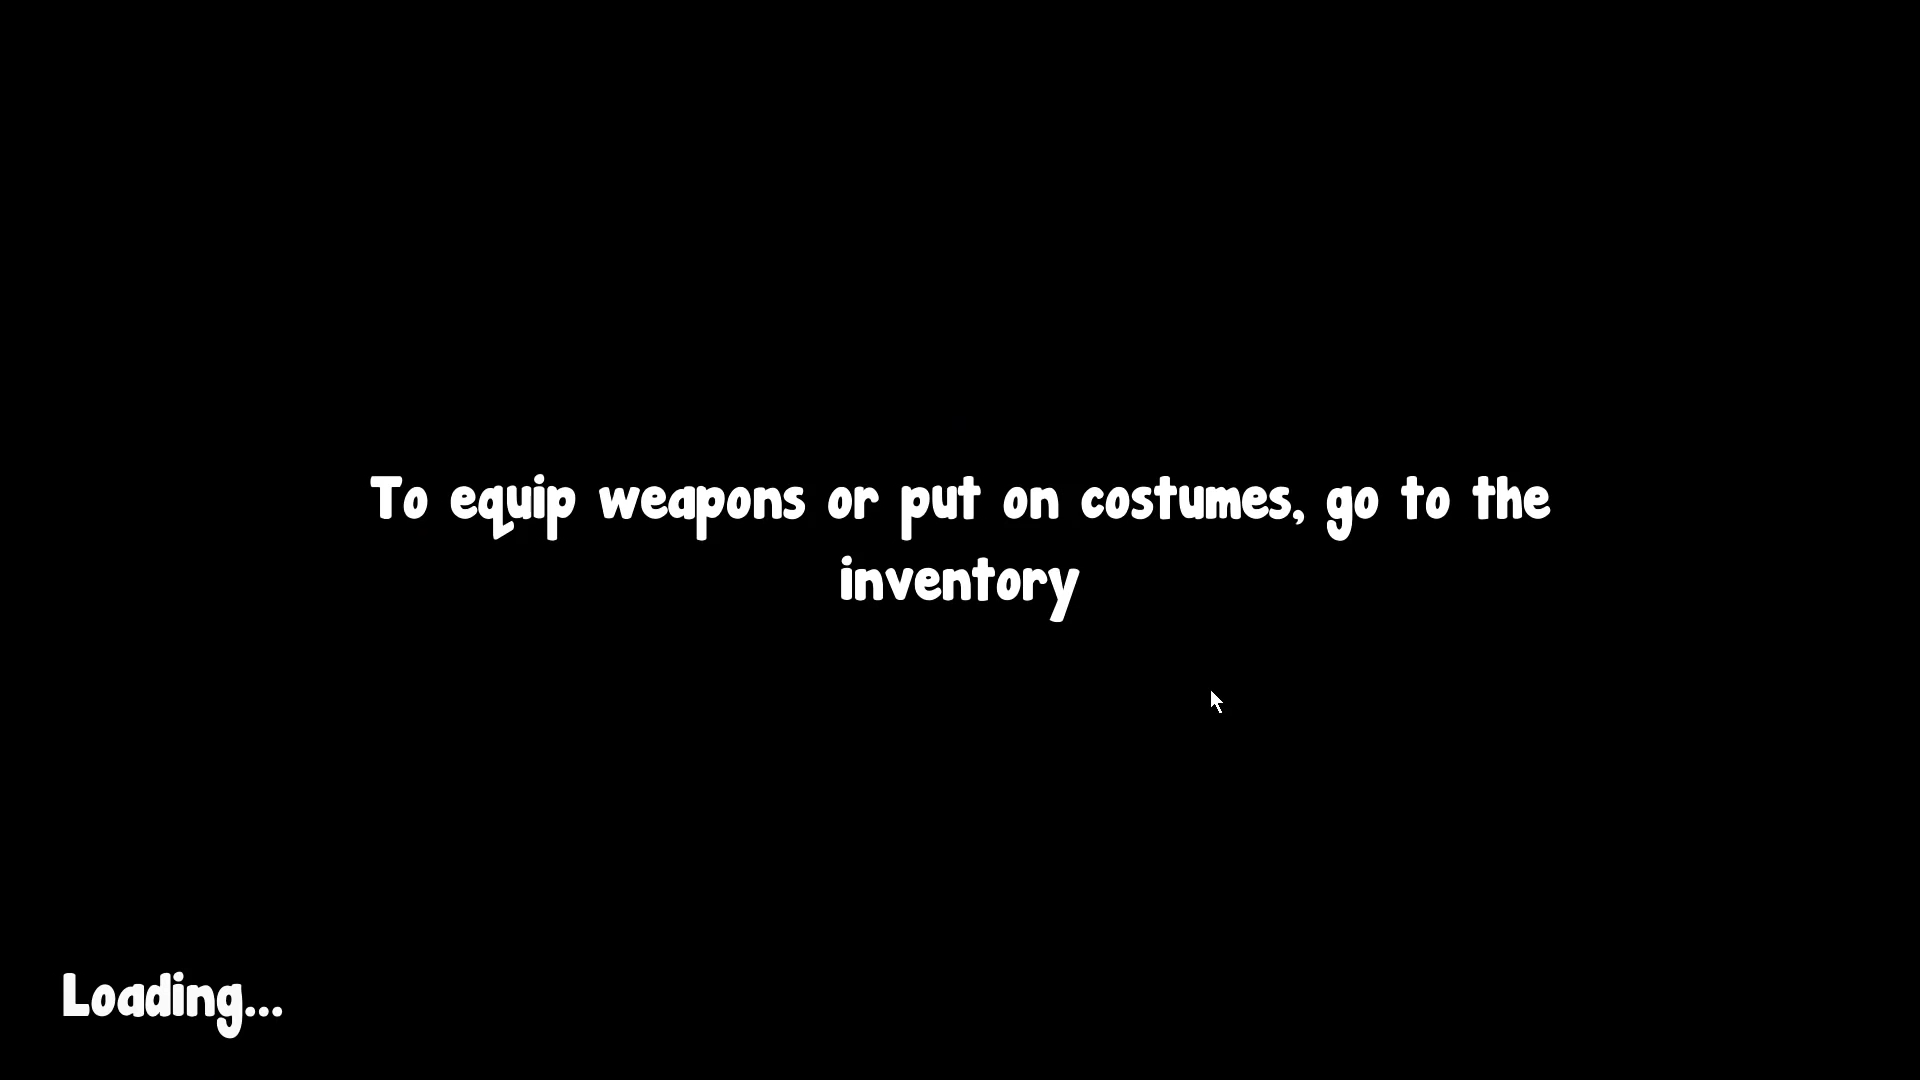 To equip weapons or put on costumes, go to the
inventory
Loading...